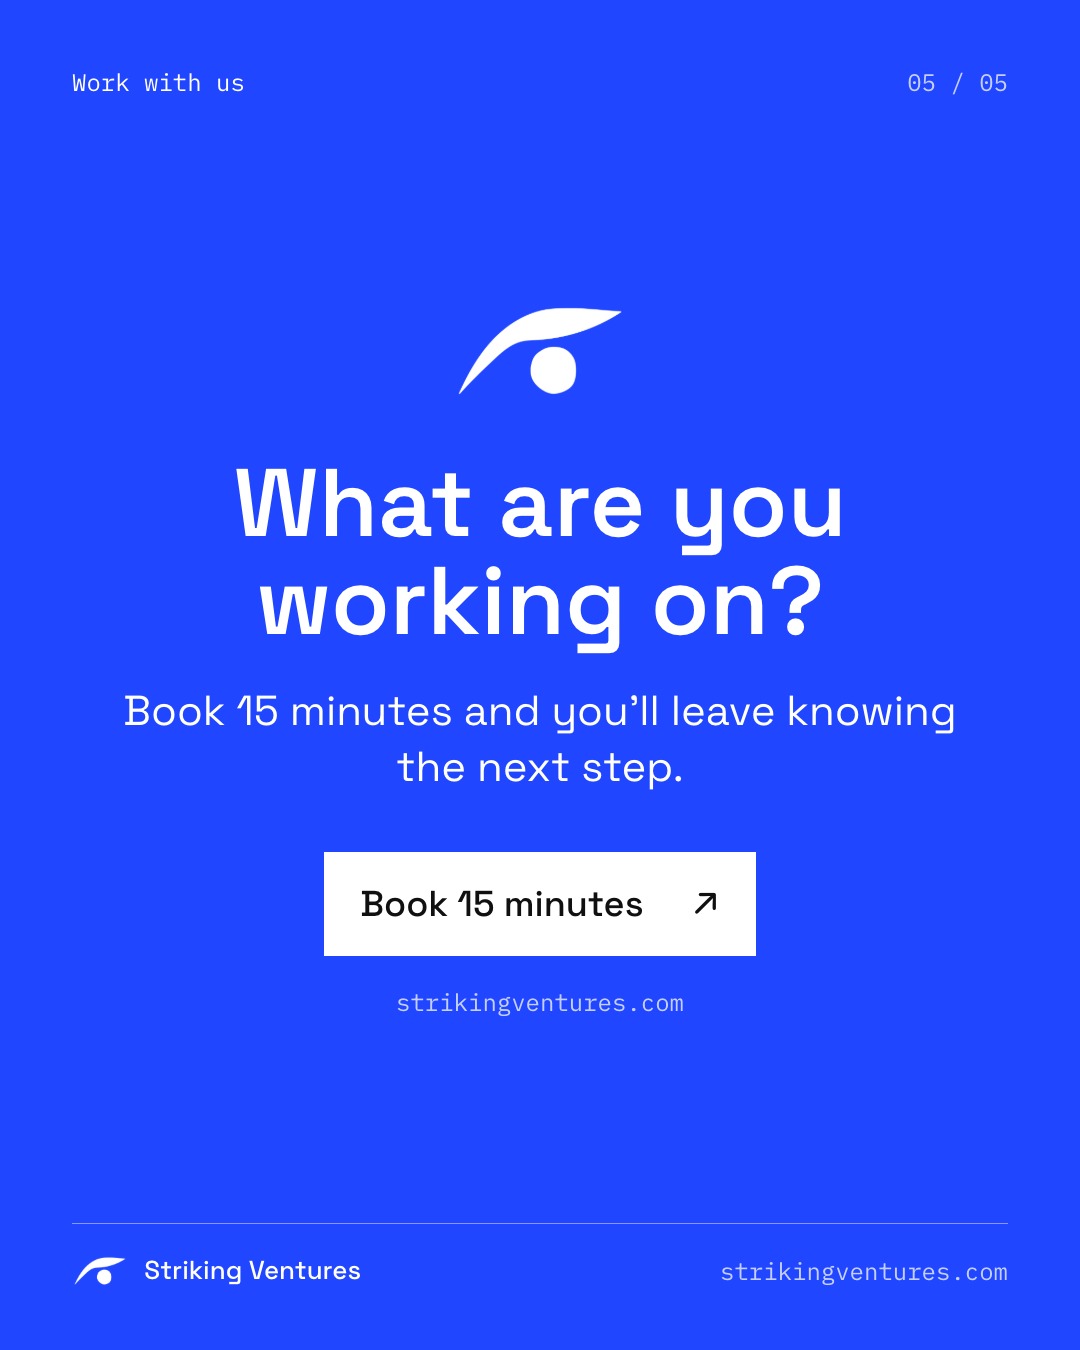 Work with us
05 / 05
What are you
working on?
Book 15 minutes and you’ll leave knowing
the next step.
Book 15 minutes
strikingventures.com
Striking Ventures
strikingventures.com